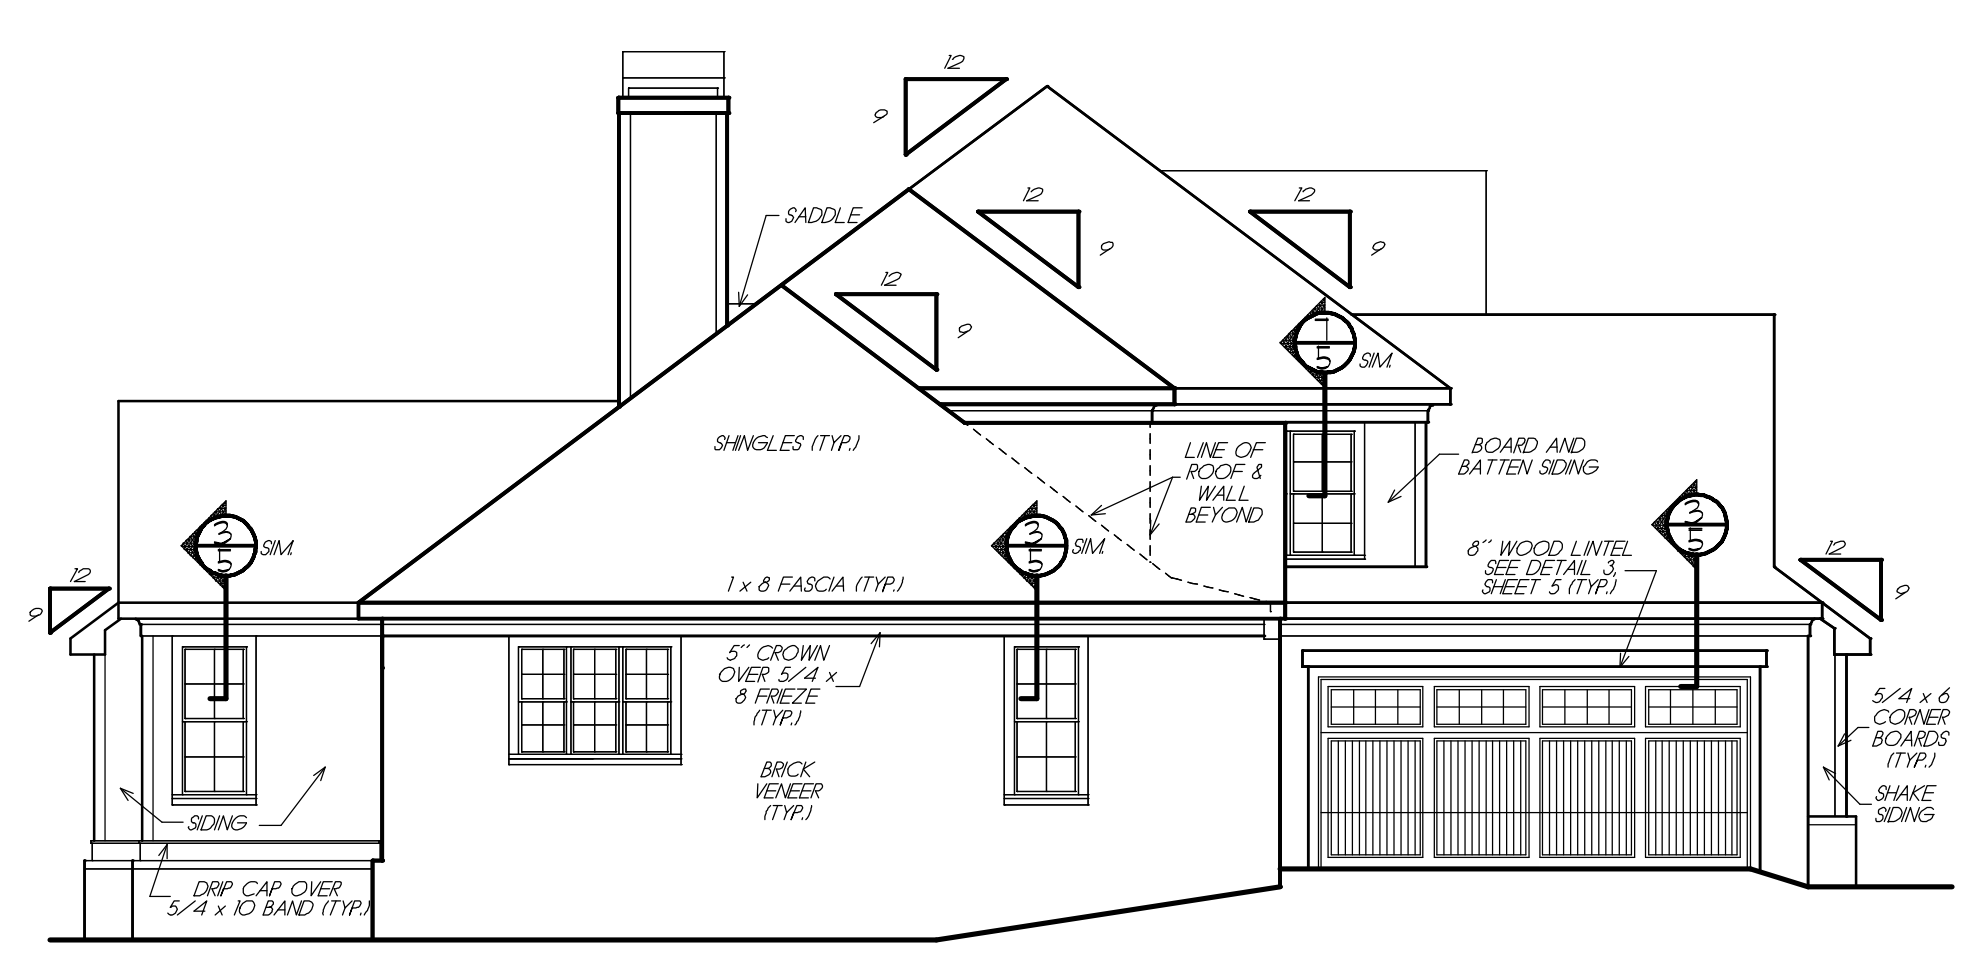 12
9
SADDLE
12
9
12
9
12
9
1
5
SIM.
SHINGLES (TYP.)
LINE OF
ROOF &
WALL
BEYOND
BOARD AND
BATTEN SIDING
3
5
SIM.
3
5
SIM.
3
5
8" WOOD LINTEL
SEE DETAIL 3,
SHEET 5 (TYP.)
12
9
12
9
1 x 8 FASCIA (TYP.)
5" CROWN
OVER 5/4 x
8 FRIEZE
(TYP.)
BRICK
VENEER
(TYP.)
5/4 x 6
CORNER
BOARDS
(TYP.)
SHAKE
SIDING
SIDING
DRIP CAP OVER
5/4 x 10 BAND (TYP.)